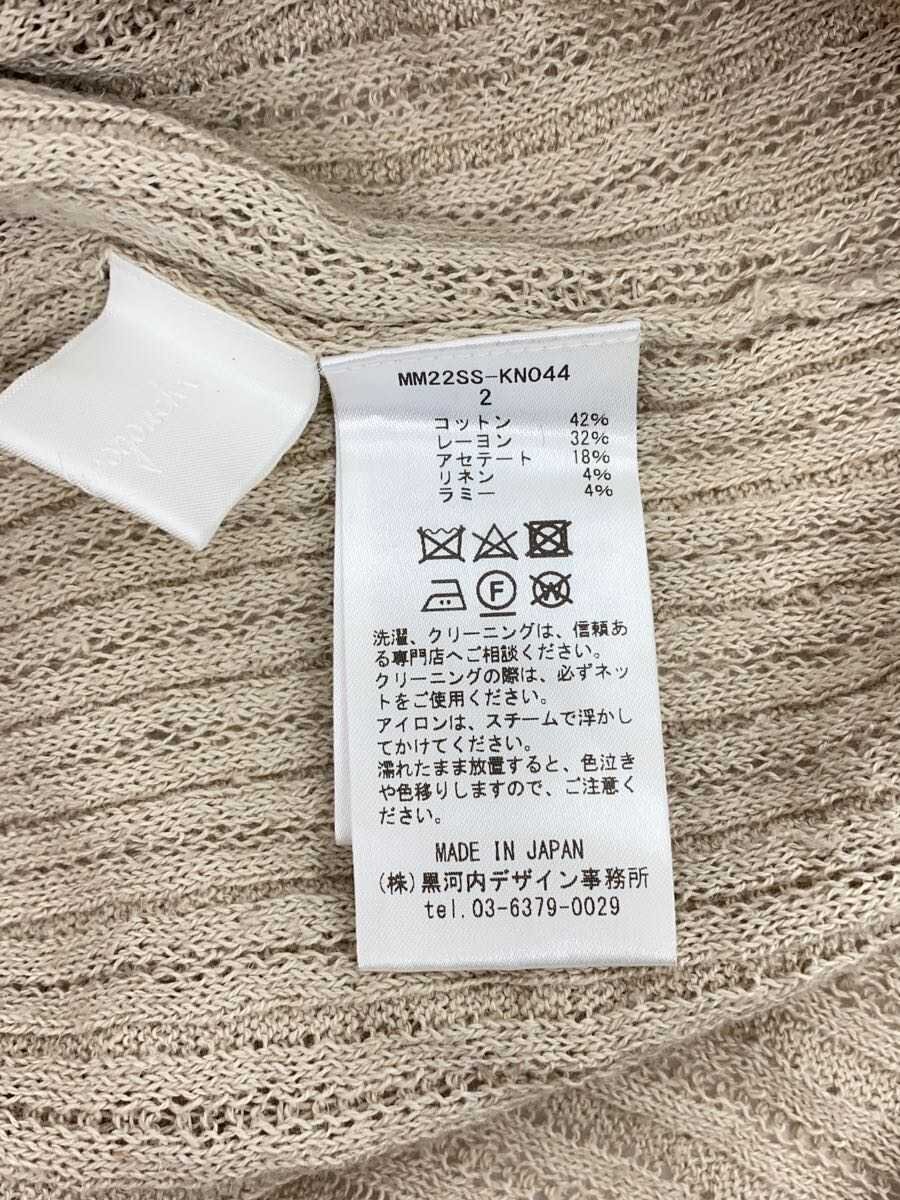 MM22SS-KN044
2
コットン 42%
レーヨン 32%
アセテート 18%
リネン 4%
ラミー 4%
F
W
洗濯、クリーニングは、信頼あ
る専門店へご相談ください。
クリーニングの際は、必ずネッ
トをご使用ください。
アイロンは、スチームで浮かし
てかけてください。
濡れたまま放置すると、色泣き
や色移りしますので、ご注意く
ださい。
MADE IN JAPAN
(株)黒河内デザイン事務所
tel.03-6379-0029